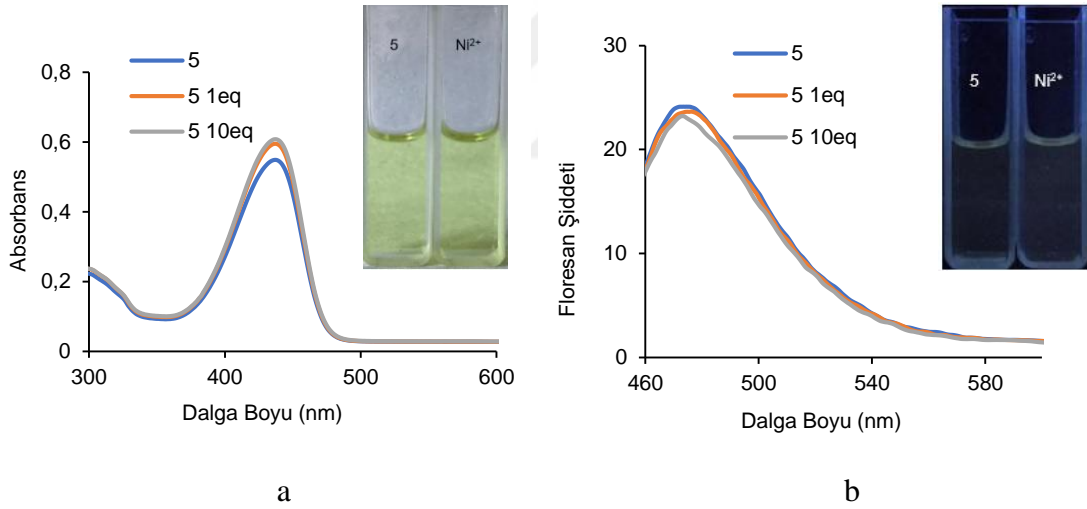 5
Ni²⁺
5
5 1eq
5 10eq
0,8
0,6
0,4
0,2
0
300
400
500
600
Absorbans
Dalga Boyu (nm)
a
5
Ni²⁺
5
5 1eq
5 10eq
30
20
10
0
460
500
540
580
Floresan Şiddeti
Dalga Boyu (nm)
b